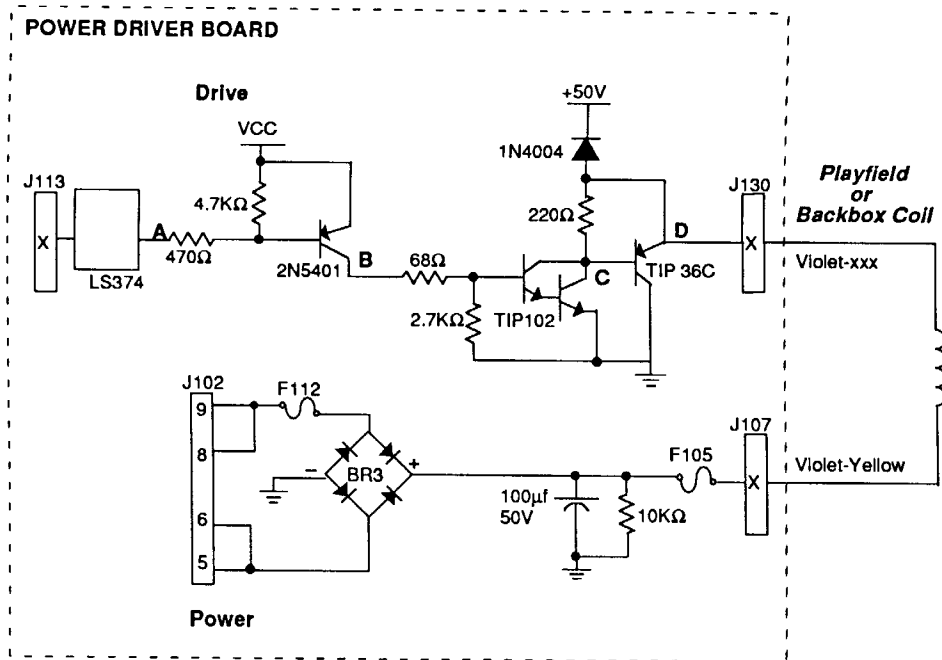 POWER DRIVER BOARD
Drive
+50V
VCC
1N4004
J113
J130
Playfield
or
Backbox Coil
4.7KΩ
220Ω
D
X
A
470Ω
2N5401
B
68Ω
C
TIP 36C
X
Violet-xxx
LS374
2.7KΩ
TIP102
J102
F112
9
8
6
5
–
BR3
+
100µf
50V
10KΩ
F105
J107
X
Violet-Yellow
Power